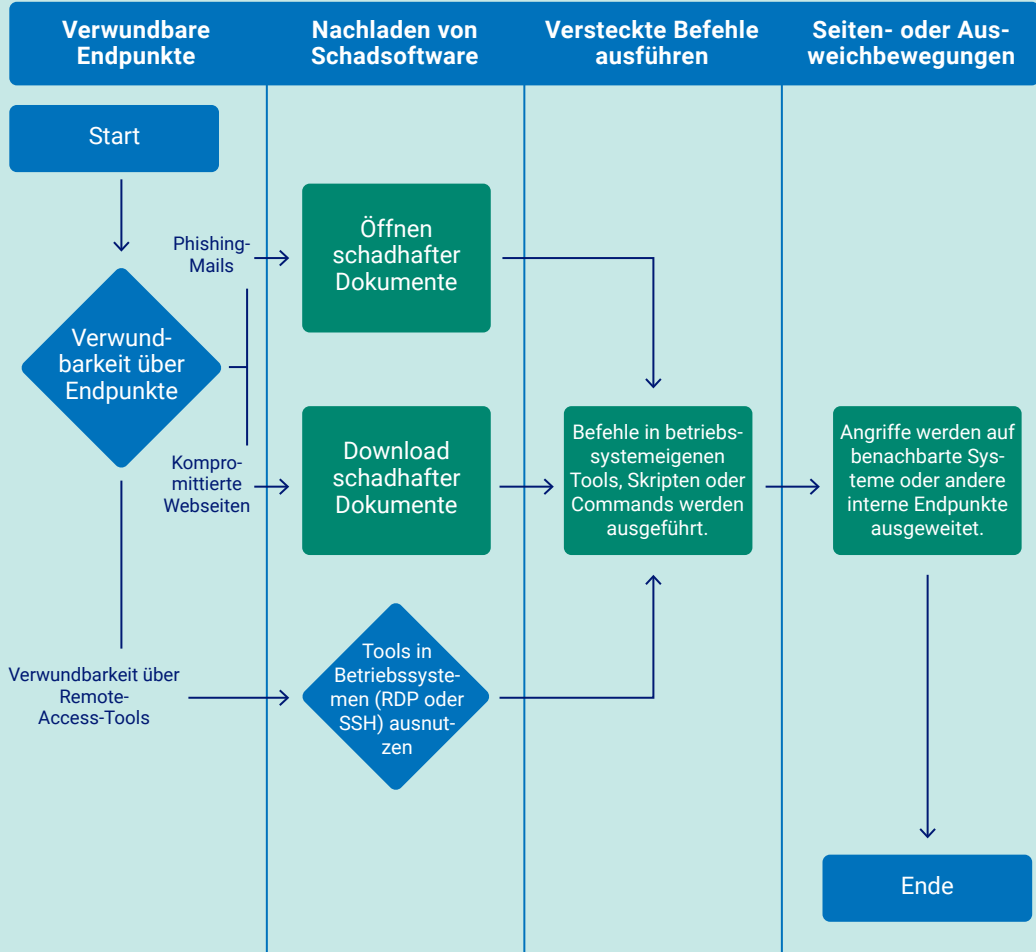 Verwundbare
Endpunkte
Nachladen von
Schadsoftware
Versteckte Befehle
ausführen
Seiten- oder Aus-
weichbewegungen
Start
Phishing-
Mails
Öffnen
schadhafter
Dokumente
Verwund-
barkeit über
Endpunkte
Kompro-
mittierte
Webseiten
Download
schadhafter
Dokumente
Befehle in betriebs-
systemeigenen
Tools, Skripten oder
Commands werden
ausgeführt.
Angriffe werden auf
benachbarte Sys-
teme oder andere
interne Endpunkte
ausgeweitet.
Verwundbarkeit über
Remote-
Access-Tools
Tools in
Betriebssyste-
men (RDP oder
SSH) ausnut-
zen
Ende